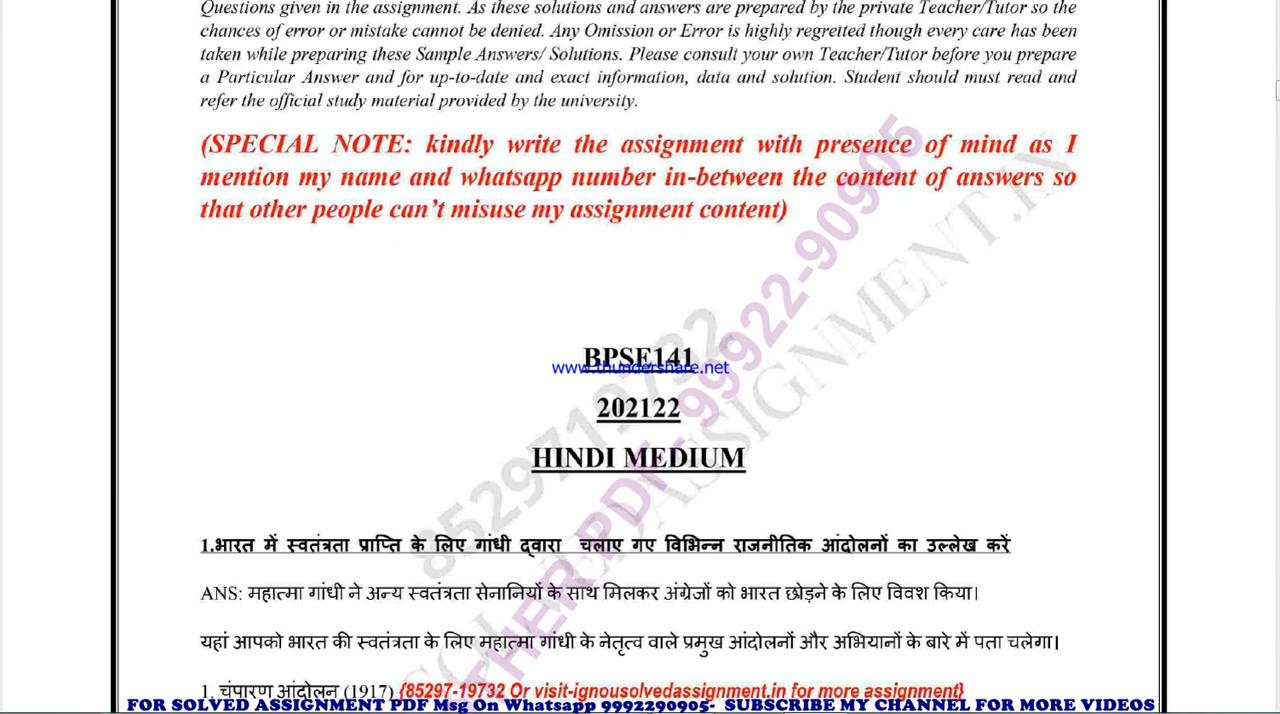 Questions given in the assignment. As these solutions and answers are prepared by the private Teacher/Tutor so the
chances of error or mistake cannot be denied. Any Omission or Error is highly regretted though every care has been
taken while preparing these Sample Answers/ Solutions. Please consult your own Teacher/Tutor before you prepare
a Particular Answer and for up-to-date and exact information, data and solution. Student should must read and
refer the official study material provided by the university.
(SPECIAL NOTE: kindly write the assignment with presence of mind as I
mention my name and whatsapp number in-between the content of answers so
that other people can’t misuse my assignment content)
BPSE141
www.thundershare.net
202122
HINDI MEDIUM
8529719732
THER PDF-99922-90905
ASSIGNMENT.IN
1.भारत में स्वतंत्रता प्राप्ति के लिए गांधी द्वारा चलाए गए विभिन्न राजनीतिक आंदोलनों का उल्लेख करें
ANS: महात्मा गांधी ने अन्य स्वतंत्रता सेनानियों के साथ मिलकर अंग्रेजों को भारत छोड़ने के लिए विवश किया।
यहां आपको भारत की स्वतंत्रता के लिए महात्मा गांधी के नेतृत्व वाले प्रमुख आंदोलनों और अभियानों के बारे में पता चलेगा।
1. चंपारण आंदोलन (1917) {85297-19732 Or visit-ignousolvedassignment.in for more assignment}
FOR SOLVED ASSIGNMENT PDF Msg On Whatsapp 9992290905- SUBSCRIBE MY CHANNEL FOR MORE VIDEOS